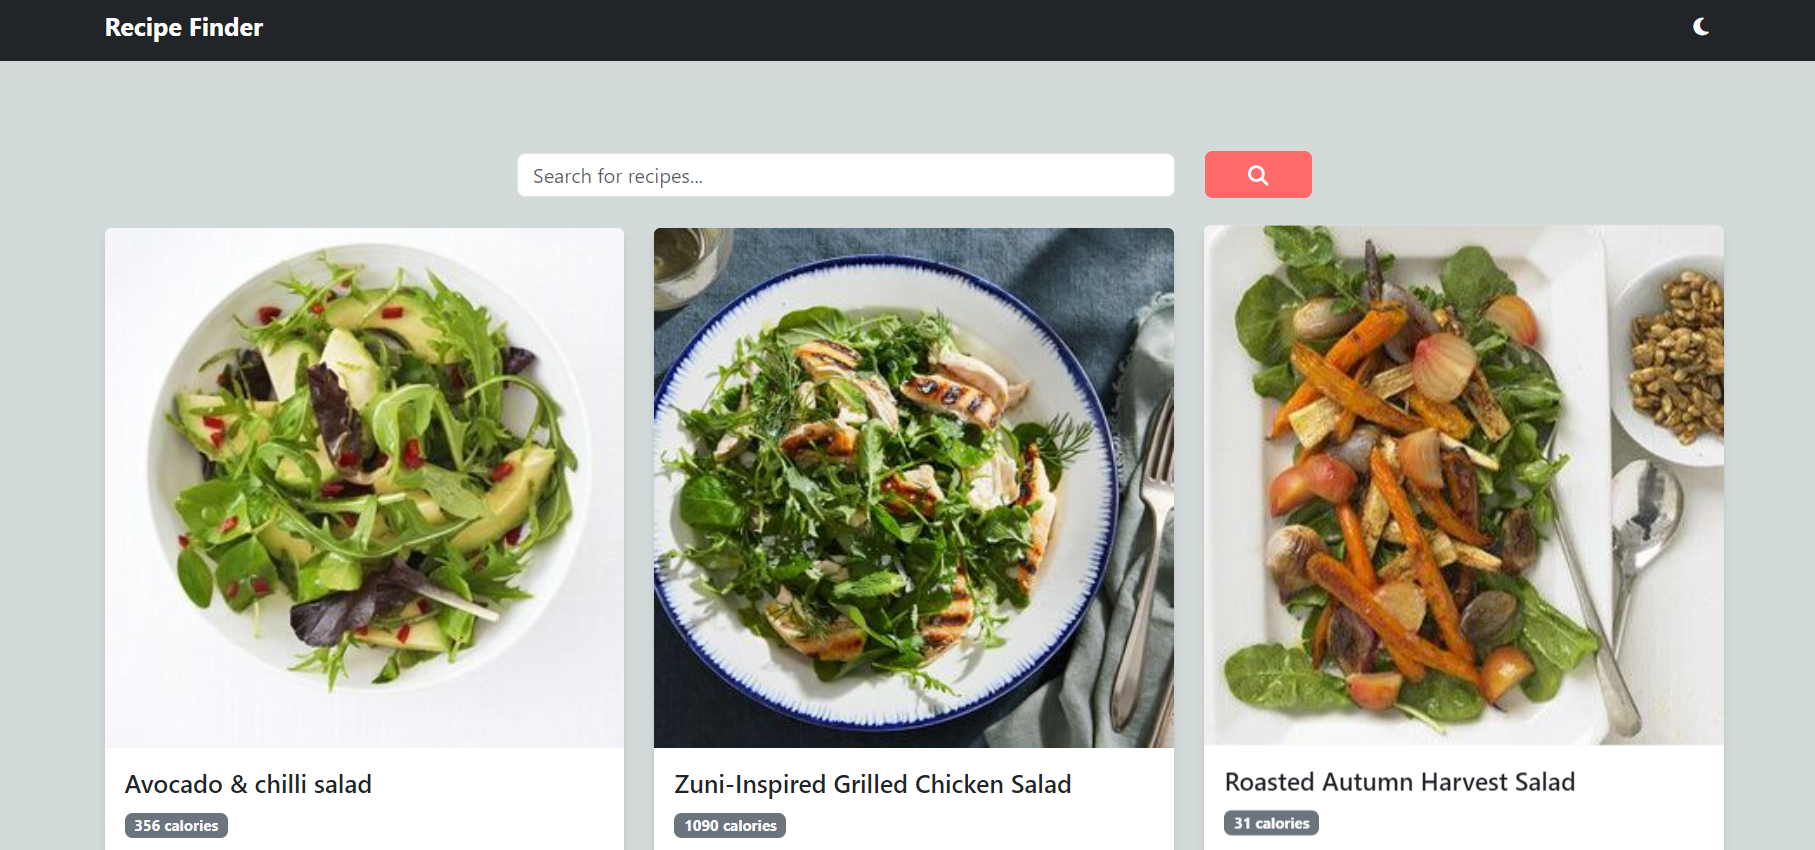 Recipe Finder
Search for recipes...
Avocado & chilli salad
356 calories
Zuni-Inspired Grilled Chicken Salad
1090 calories
Roasted Autumn Harvest Salad
31 calories